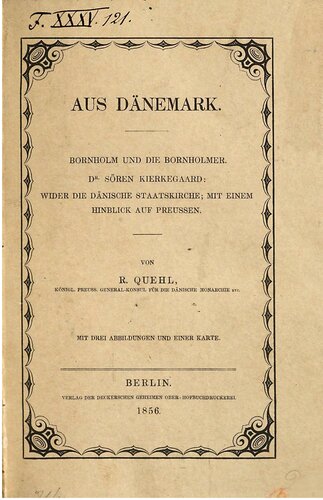 F. XXXV. 121.
AUS DÄNEMARK.
BORNHOLM UND DIE BORNHOLMER.
DR. SÖREN KIERKEGAARD:
WIDER DIE DÄNISCHE STAATSKIRCHE; MIT EINEM
HINBLICK AUF PREUSSEN.
VON
R. QUEHL,
KÖNIGL. PREUSS. GENERAL-KONSUL FÜR DIE DÄNISCHE MONARCHIE
MIT DREI ABBILDUNGEN UND EINER KARTE.
BERLIN.
VERLAG DER DECKERSCHEN GEHEIMEN OBER-HOFBUCHDRUCKEREI.
1856.